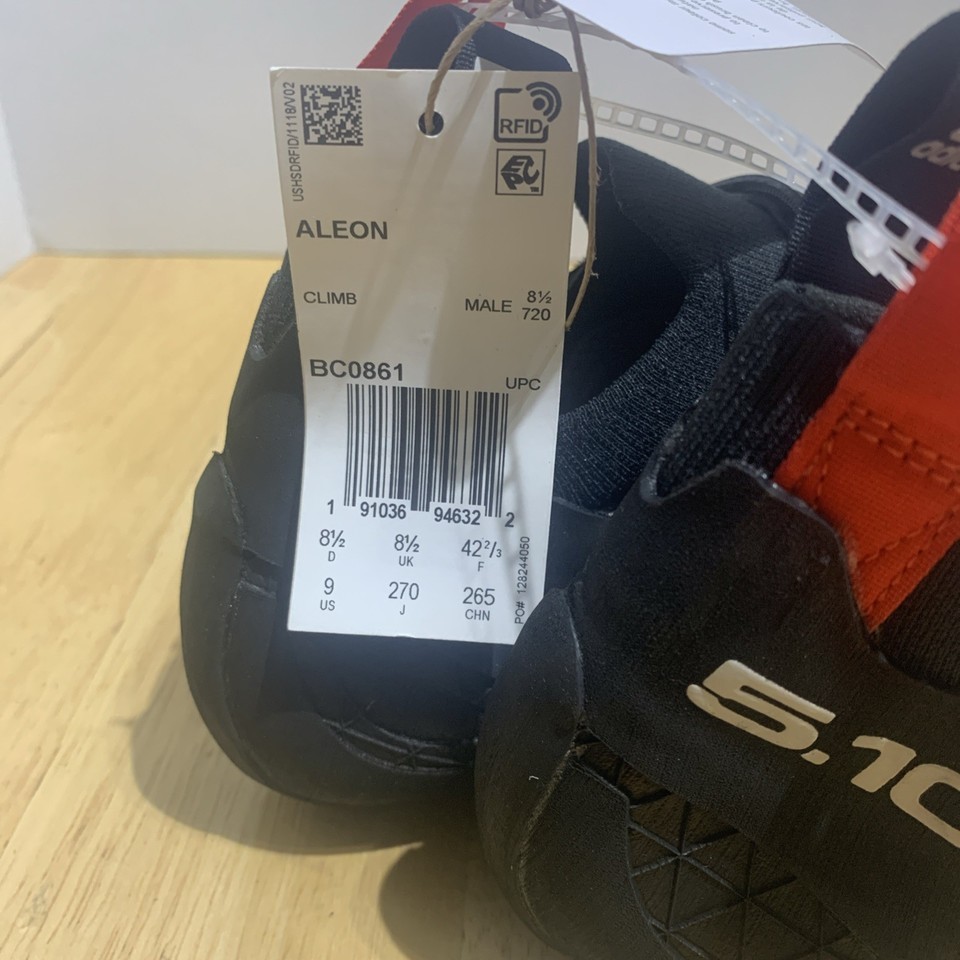 USHSDRFID/1118/V02
RFID
EPC
ALEON
CLIMB
MALE 8½
720
BC0861
UPC
1 91036 94632 2
8½ 8½ 42⅔
D UK F
9 270 265
US J CHN
PO# 128244050
5.10